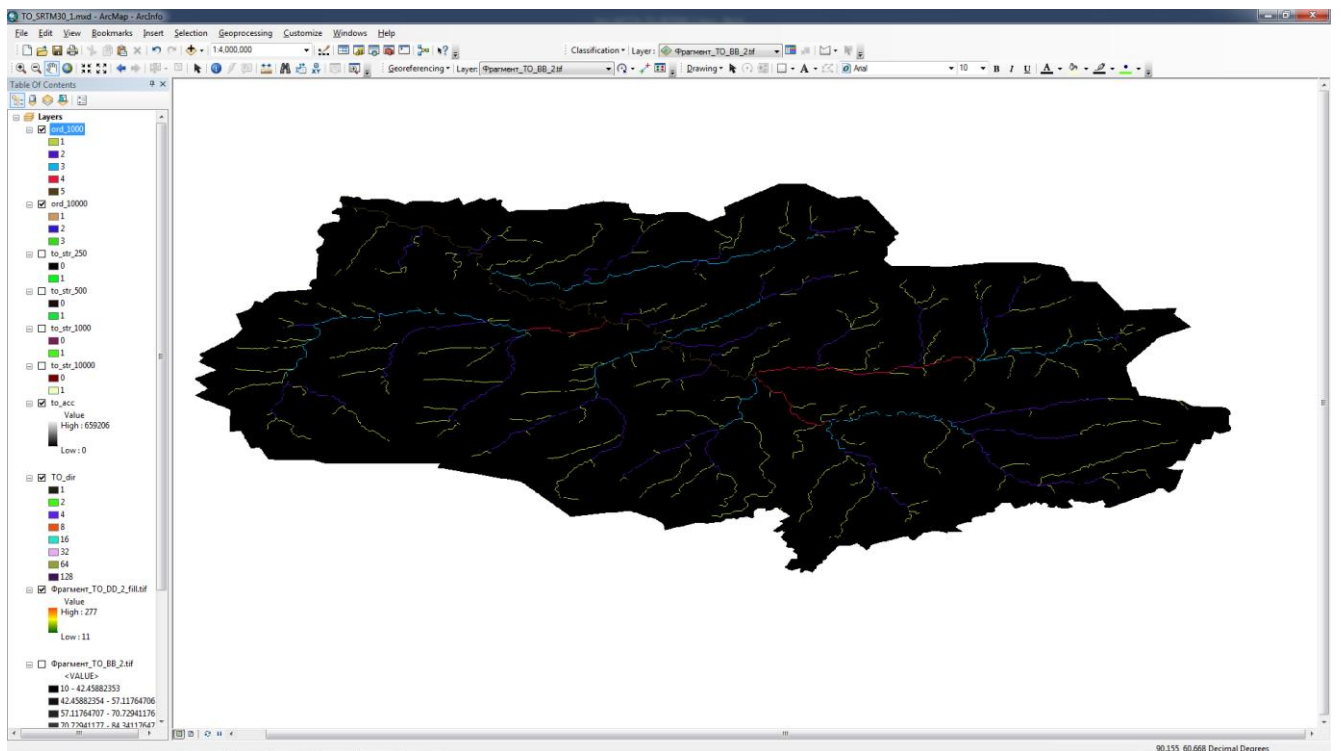 TO_SRTM30_1.mxd - ArcMap - ArcInfo
File Edit View Bookmarks Insert Selection Geoprocessing Customize Windows Help
1:4,000,000
Classification Layer: Фрагмент_TO_BB_2.tif
Georeferencing Layer: Фрагмент_TO_BB_2.tif Drawing Arial 10 B I U A
Table Of Contents
Layers
ord_1000
1
2
3
4
5
ord_10000
1
2
3
to_str_250
0
1
to_str_500
0
1
to_str_1000
0
1
to_str_10000
0
1
to_acc
Value
High : 659206
Low : 0
TO_dir
1
2
4
8
16
32
64
128
Фрагмент_TO_DD_2_fill.tif
Value
High : 277
Low : 11
Фрагмент_TO_BB_2.tif
<VALUE>
10 - 42.45882353
42.45882354 - 57.11764706
57.11764707 - 70.72941176
70.72941177 - 84.34117647
90.155 60.668 Decimal Degrees